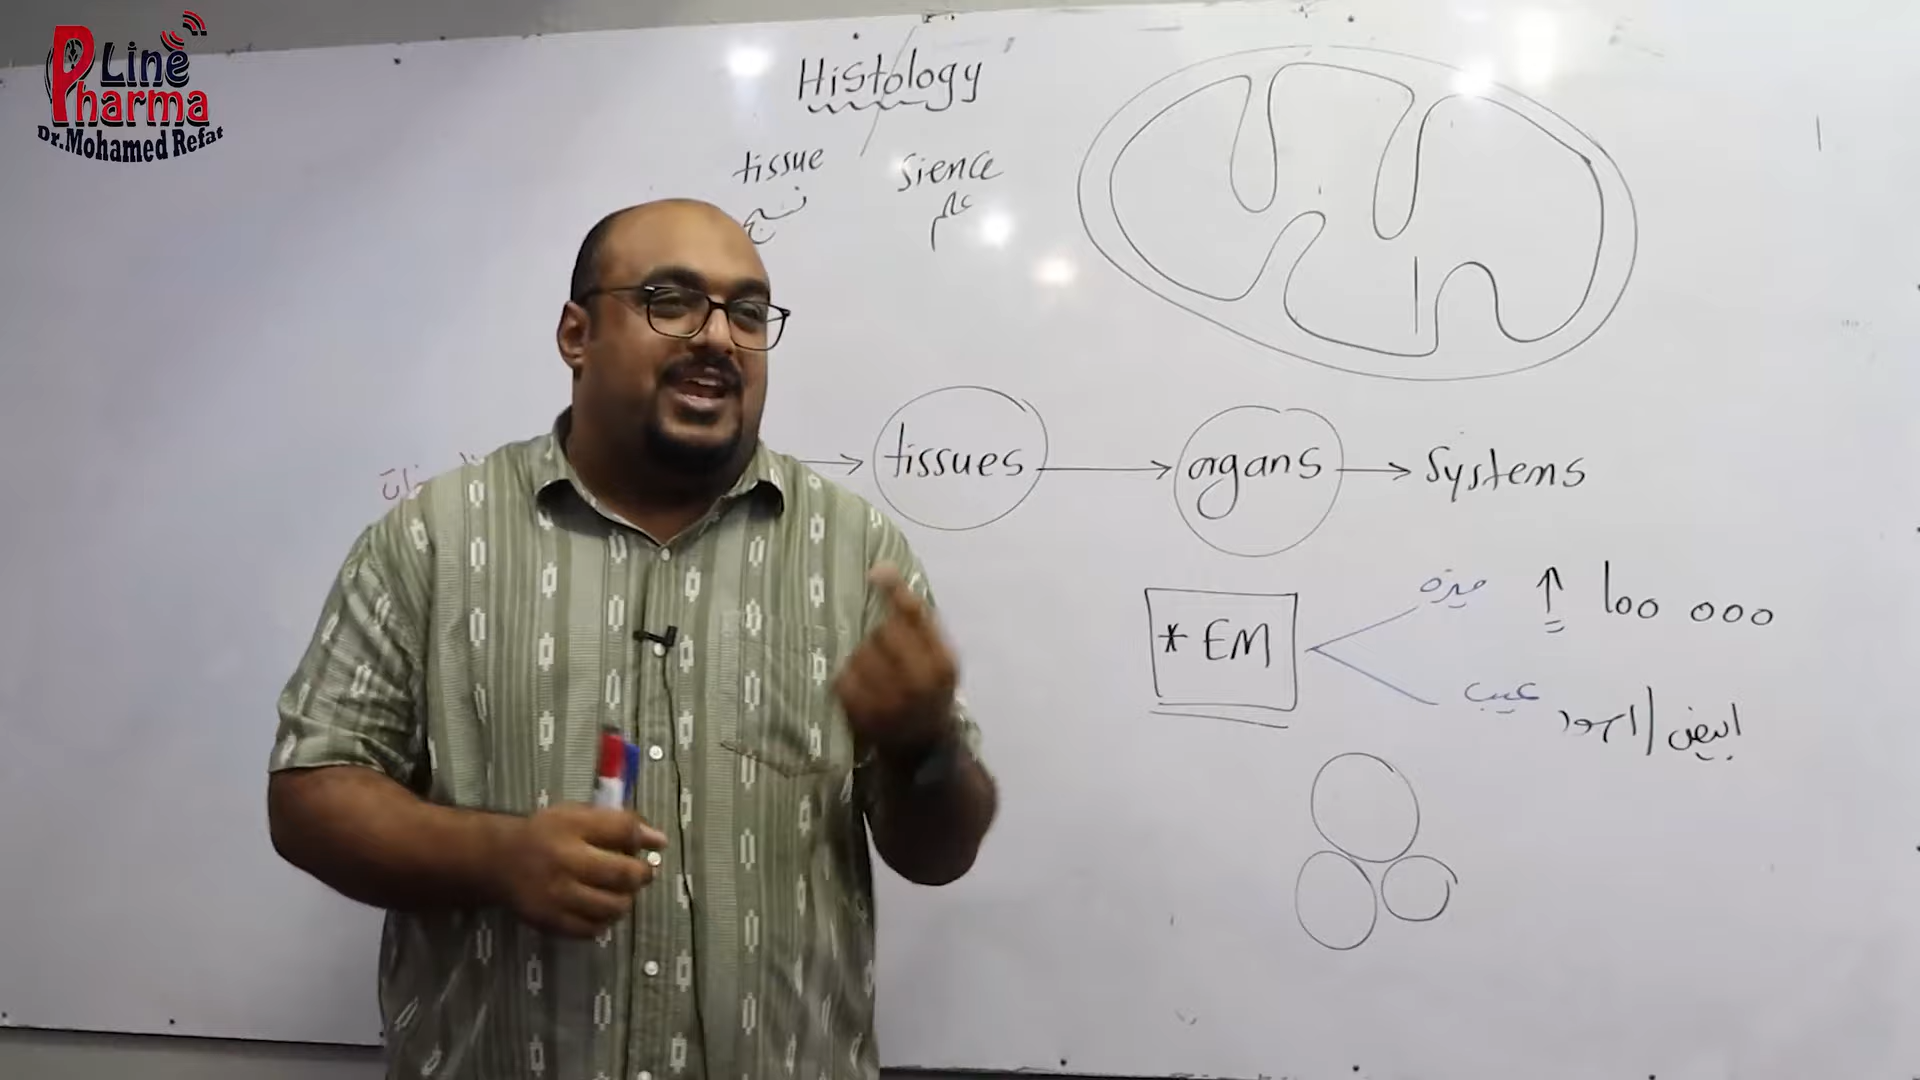 Line
Pharma
Dr.Mohamed Refat
Histology
tissue Sience
نسيج علم
tissues organs systems
ميزه ↑ 100 000
* EM
عيب ابيض / اسود